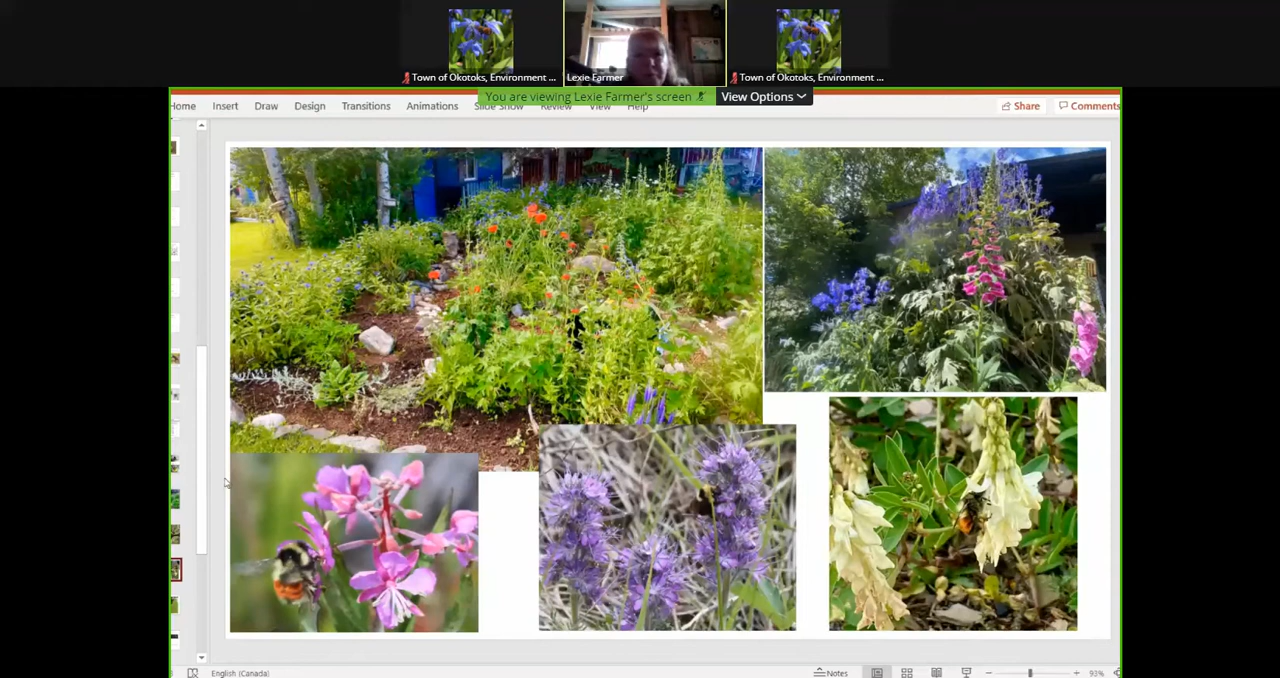 Town of Okotoks, Environment ...
Lexie Farmer
Town of Okotoks, Environment ...
You are viewing Lexie Farmer's screen
View Options
Home Insert Draw Design Transitions Animations Slide Show Review View Help
Share Comments
English (Canada)
Notes
93%